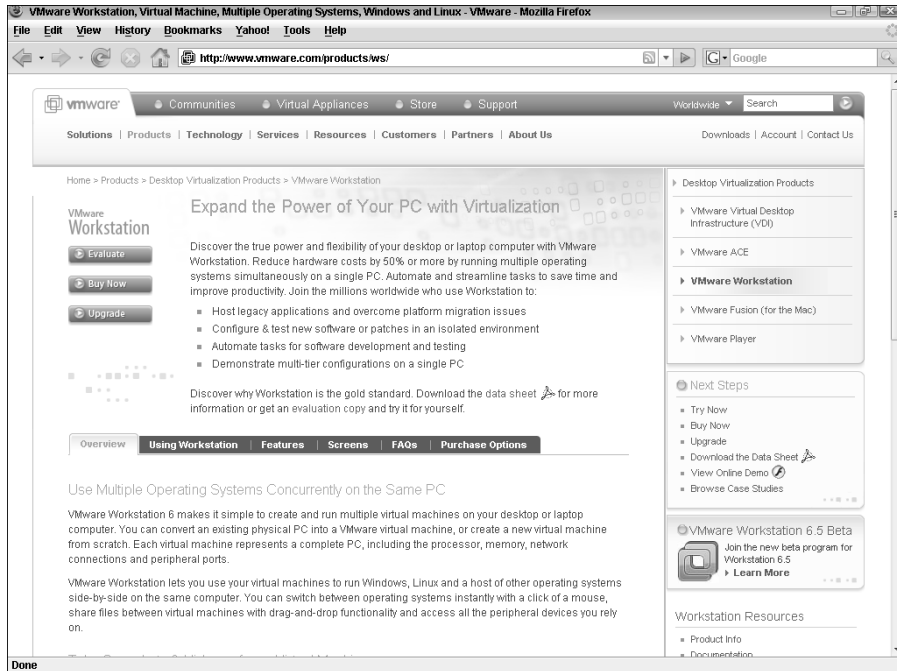 VMware Workstation, Virtual Machine, Multiple Operating Systems, Windows and Linux - VMware - Mozilla Firefox
File Edit View History Bookmarks Yahoo! Tools Help
http://www.vmware.com/products/ws/
G Google
vmware Communities Virtual Appliances Store Support Worldwide Search
Solutions | Products | Technology | Services | Resources | Customers | Partners | About Us
Downloads | Account | Contact Us
Home > Products > Desktop Virtualization Products > VMware Workstation
VMware
Workstation
Evaluate
Buy Now
Upgrade
Expand the Power of Your PC with Virtualization
Discover the true power and flexibility of your desktop or laptop computer with VMware
Workstation. Reduce hardware costs by 50% or more by running multiple operating
systems simultaneously on a single PC. Automate and streamline tasks to save time and
improve productivity. Join the millions worldwide who use Workstation to:
Host legacy applications and overcome platform migration issues
Configure & test new software or patches in an isolated environment
Automate tasks for software development and testing
Demonstrate multi-tier configurations on a single PC
Discover why Workstation is the gold standard. Download the data sheet for more
information or get an evaluation copy and try it for yourself.
Overview Using Workstation | Features | Screens | FAQs | Purchase Options
Use Multiple Operating Systems Concurrently on the Same PC
VMware Workstation 6 makes it simple to create and run multiple virtual machines on your desktop or laptop
computer. You can convert an existing physical PC into a VMware virtual machine, or create a new virtual machine
from scratch. Each virtual machine represents a complete PC, including the processor, memory, network
connections and peripheral ports.
VMware Workstation lets you use your virtual machines to run Windows, Linux and a host of other operating systems
side-by-side on the same computer. You can switch between operating systems instantly with a click of a mouse,
share files between virtual machines with drag-and-drop functionality and access all the peripheral devices you rely
on.
Desktop Virtualization Products
VMware Virtual Desktop
Infrastructure (VDI)
VMware ACE
VMware Workstation
VMware Fusion (for the Mac)
VMware Player
Next Steps
Try Now
Buy Now
Upgrade
Download the Data Sheet
View Online Demo
Browse Case Studies
VMware Workstation 6.5 Beta
Join the new beta program for
Workstation 6.5
Learn More
Workstation Resources
Product Info
Documentation
Done